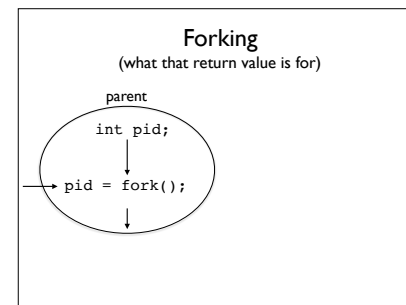 Forking
(what that return value is for)
parent
int pid;
pid = fork();